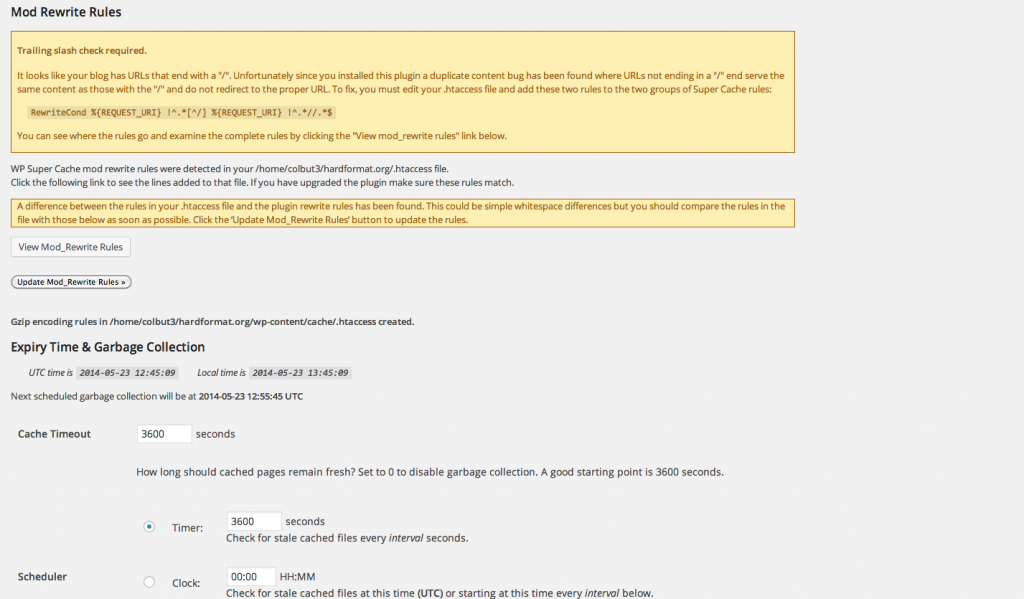 Mod Rewrite Rules
Trailing slash check required.
It looks like your blog has URLs that end with a "/". Unfortunately since you installed this plugin a duplicate content bug has been found where URLs not ending in a "/" end serve the
same content as those with the "/" and do not redirect to the proper URL. To fix, you must edit your .htaccess file and add these two rules to the two groups of Super Cache rules:
RewriteCond %{REQUEST_URI} !^.*[^/] %{REQUEST_URI} !^.*//.*$
You can see where the rules go and examine the complete rules by clicking the "View mod_rewrite rules" link below.
WP Super Cache mod rewrite rules were detected in your /home/colbut3/hardformat.org/.htaccess file.
Click the following link to see the lines added to that file. If you have upgraded the plugin make sure these rules match.
A difference between the rules in your .htaccess file and the plugin rewrite rules has been found. This could be simple whitespace differences but you should compare the rules in the
file with those below as soon as possible. Click the 'Update Mod_Rewrite Rules' button to update the rules.
View Mod_Rewrite Rules
Update Mod_Rewrite Rules »
Gzip encoding rules in /home/colbut3/hardformat.org/wp-content/cache/.htaccess created.
Expiry Time & Garbage Collection
UTC time is 2014-05-23 12:45:09 Local time is 2014-05-23 13:45:09
Next scheduled garbage collection will be at 2014-05-23 12:55:45 UTC
Cache Timeout 3600 seconds
How long should cached pages remain fresh? Set to 0 to disable garbage collection. A good starting point is 3600 seconds.
Timer: 3600 seconds
Check for stale cached files every interval seconds.
Scheduler Clock: 00:00 HH:MM
Check for stale cached files at this time (UTC) or starting at this time every interval below.